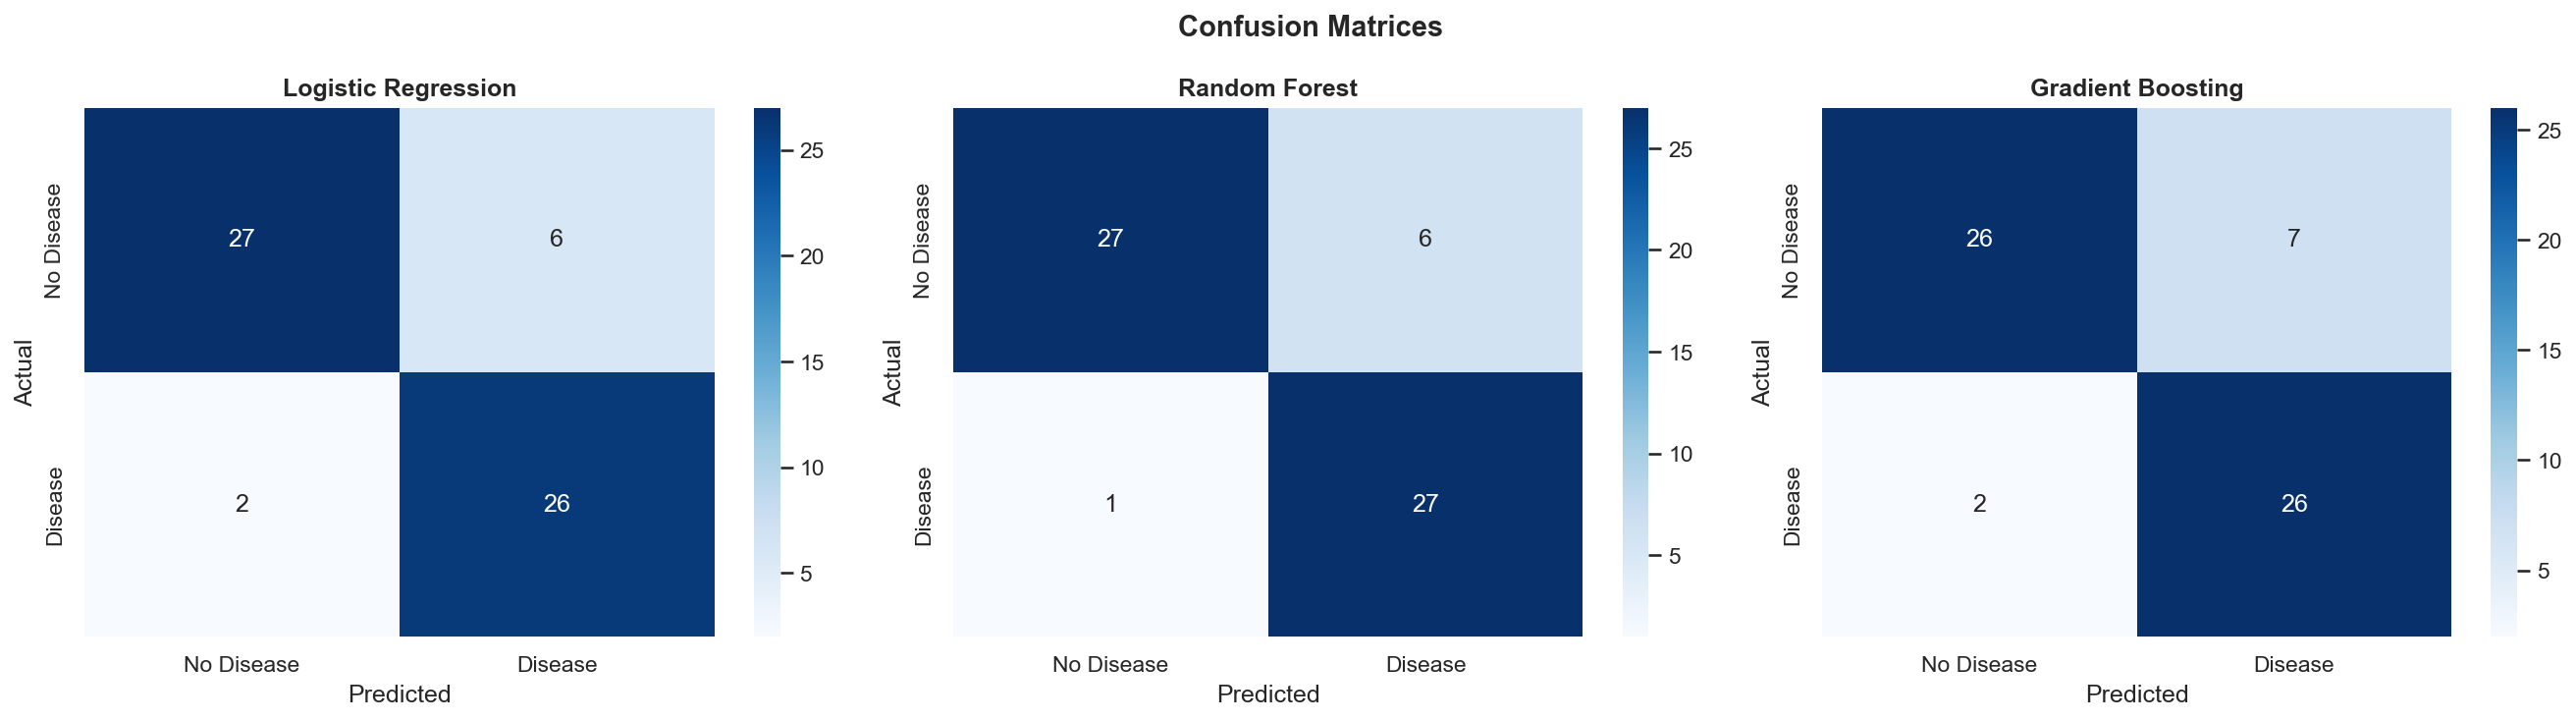 Confusion Matrices
Logistic Regression
No Disease
Disease
Actual
27
6
2
26
No Disease
Disease
Predicted
25
20
15
10
5
Random Forest
No Disease
Disease
Actual
27
6
1
27
No Disease
Disease
Predicted
25
20
15
10
5
Gradient Boosting
No Disease
Disease
Actual
26
7
2
26
No Disease
Disease
Predicted
25
20
15
10
5